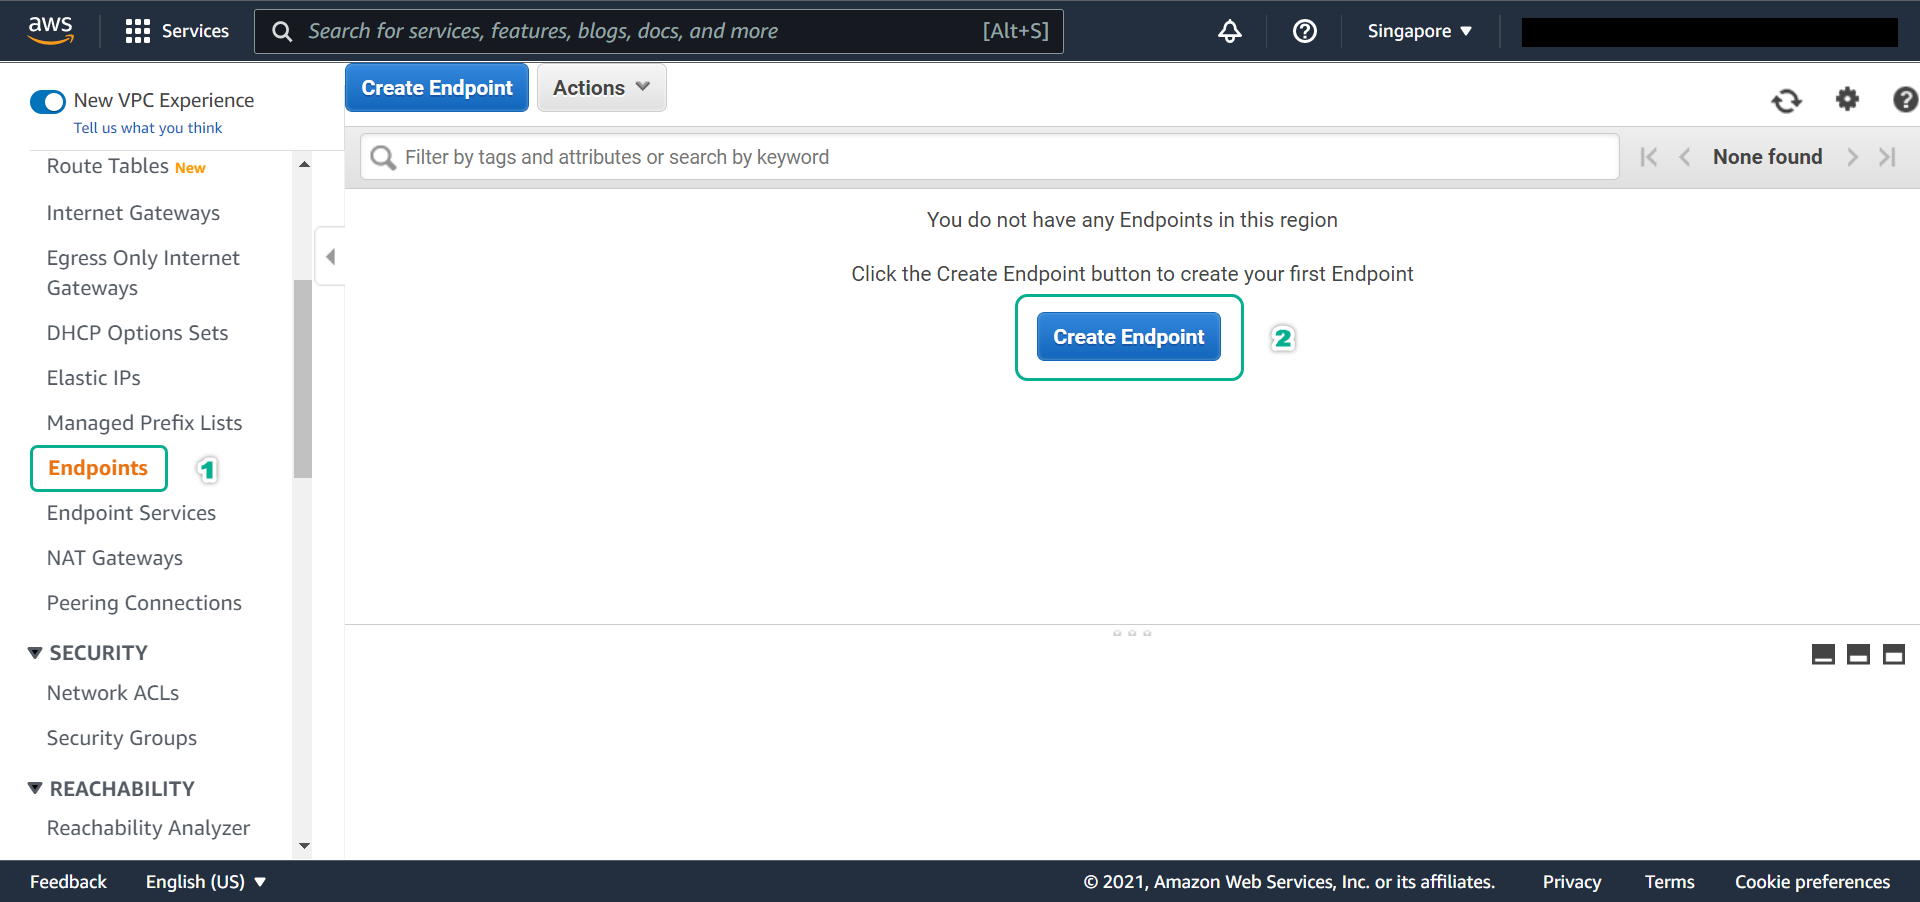 aws
Services
Search for services, features, blogs, docs, and more [Alt+S]
Singapore
New VPC Experience
Tell us what you think
Route Tables New
Internet Gateways
Egress Only Internet
Gateways
DHCP Options Sets
Elastic IPs
Managed Prefix Lists
Endpoints 1
Endpoint Services
NAT Gateways
Peering Connections
SECURITY
Network ACLs
Security Groups
REACHABILITY
Reachability Analyzer
Create Endpoint Actions
Filter by tags and attributes or search by keyword
None found
You do not have any Endpoints in this region
Click the Create Endpoint button to create your first Endpoint
Create Endpoint 2
Feedback English (US) © 2021, Amazon Web Services, Inc. or its affiliates. Privacy Terms Cookie preferences